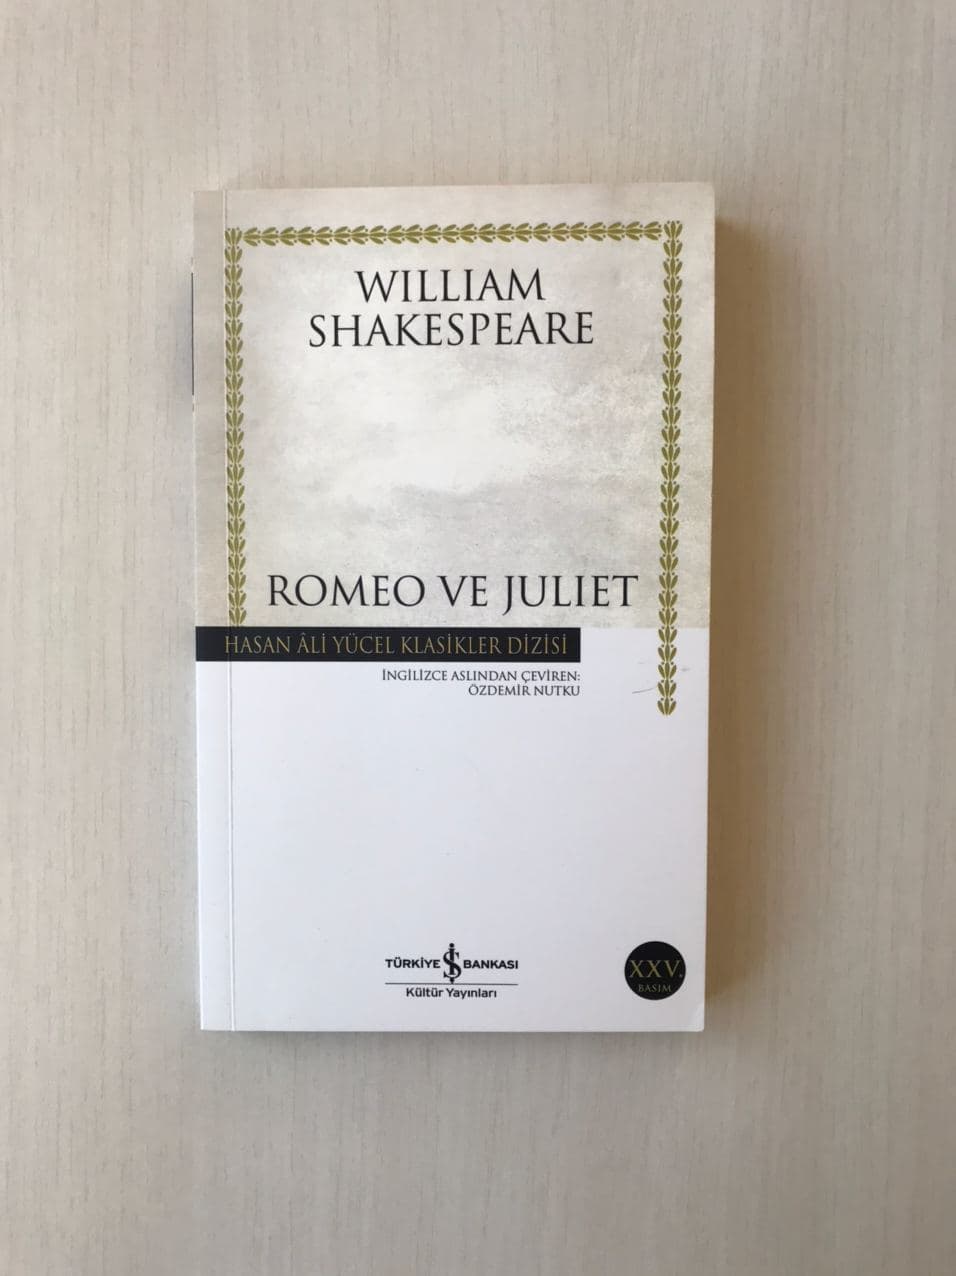 WILLIAM
SHAKESPEARE
ROMEO VE JULIET
HASAN ÂLİ YÜCEL KLASİKLER DİZİSİ
İNGİLİZCE ASLINDAN ÇEVİREN:
ÖZDEMİR NUTKU
TÜRKİYE İŞ BANKASI
Kültür Yayınları
XXV.
BASIM